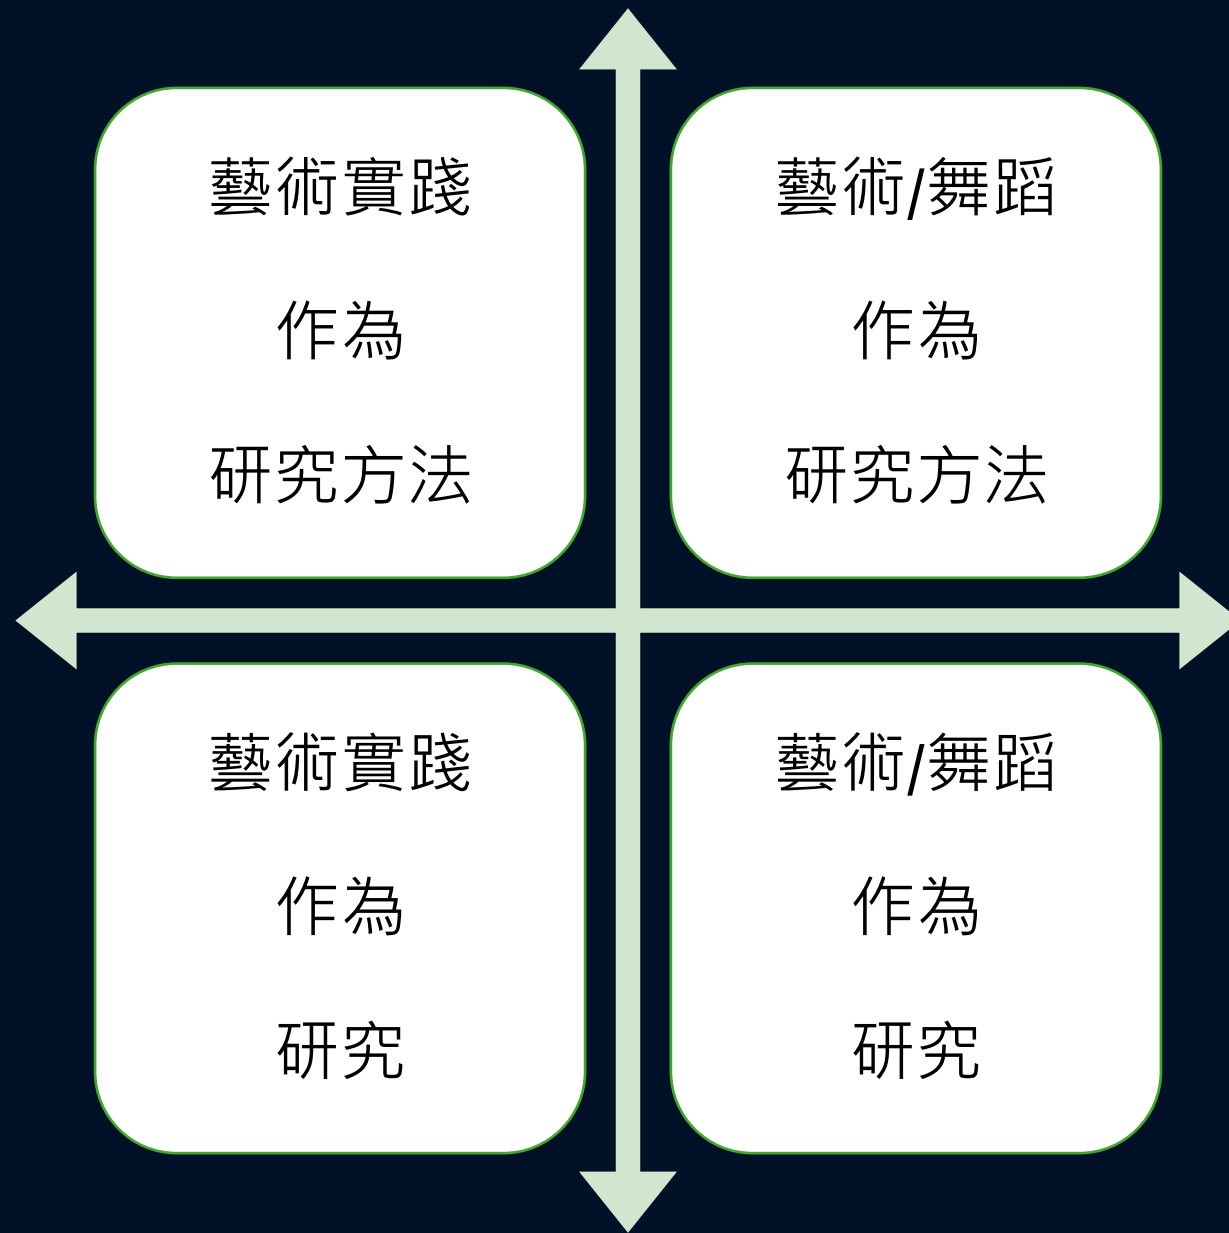 藝術實踐
作為
研究方法
藝術/舞蹈
作為
研究方法
藝術實踐
作為
研究
藝術/舞蹈
作為
研究